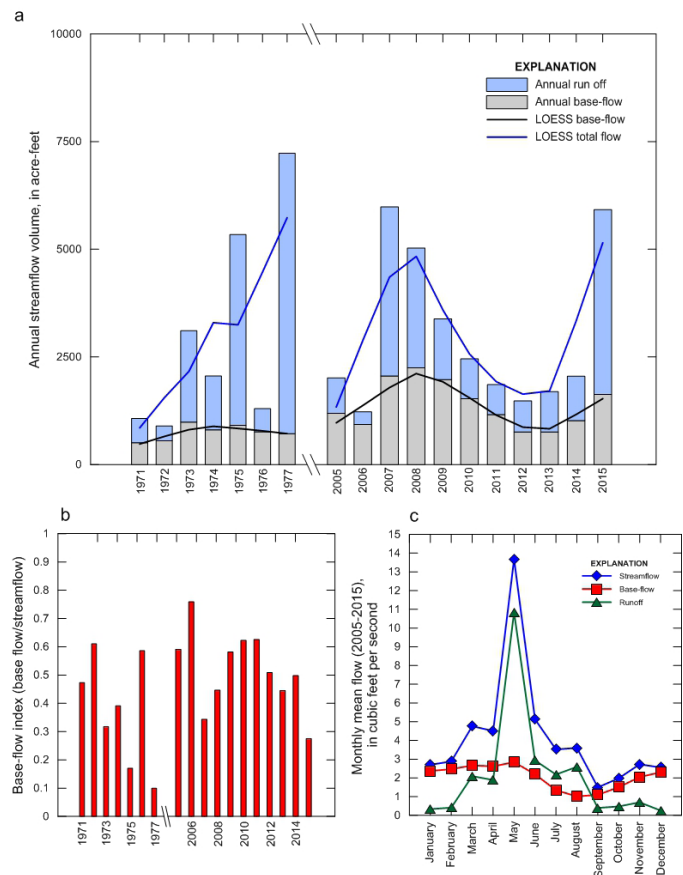 a
10000
7500
5000
2500
0
Annual streamflow volume, in acre-feet
EXPLANATION
Annual run off
Annual base-flow
LOESS base-flow
LOESS total flow
1971
1972
1973
1974
1975
1976
1977
2005
2006
2007
2008
2009
2010
2011
2012
2013
2014
2015
b
1
0.9
0.8
0.7
0.6
0.5
0.4
0.3
0.2
0.1
0
Base-flow index (base flow/streamflow)
1971
1973
1975
1977
2006
2008
2010
2012
2014
c
15
14
13
12
11
10
9
8
7
6
5
4
3
2
1
0
Monthly mean flow (2005-2015),
in cubic feet per second
EXPLANATION
Streamflow
Base-flow
Runoff
January
February
March
April
May
June
July
August
September
October
November
December